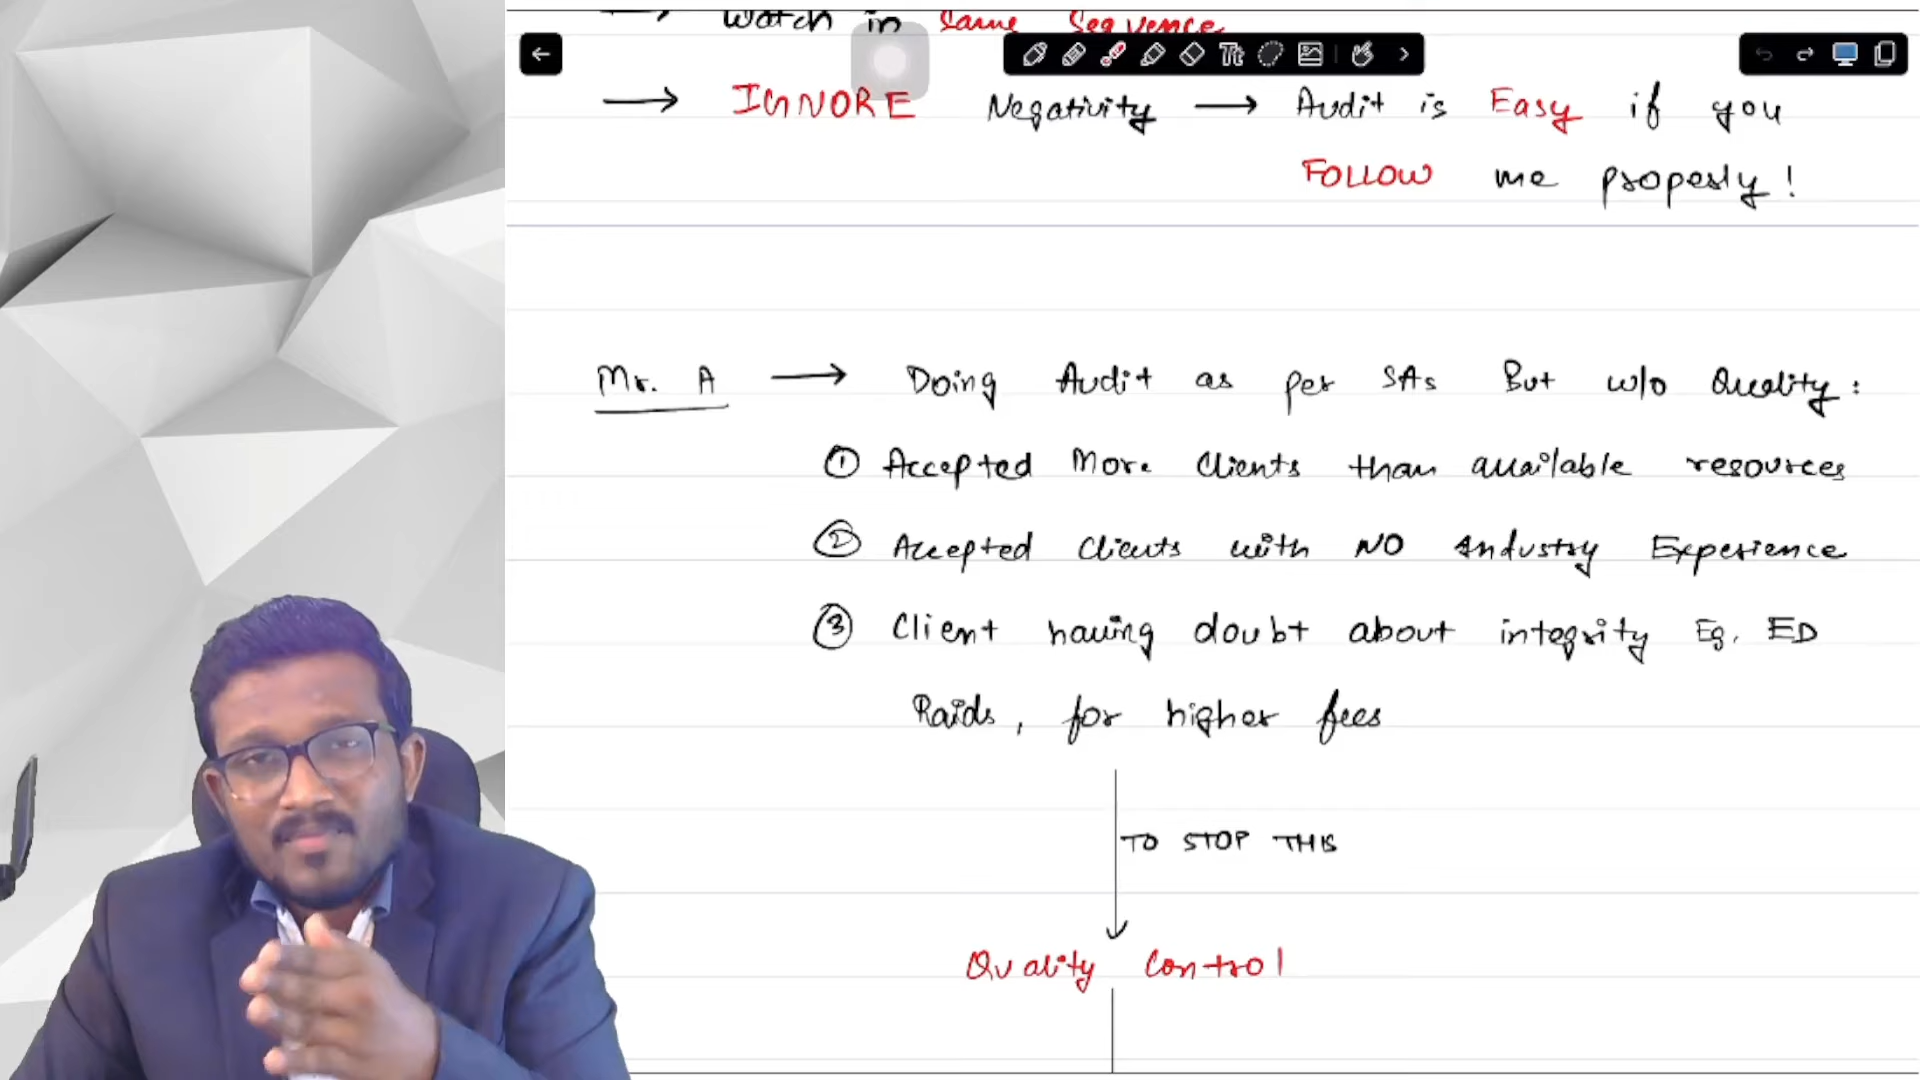 → Watch in Same Sequence
→ IGNORE Negativity → Audit is Easy if you
FOLLOW me properly!
Mr. A → Doing Audit as per SAs But w/o Quality:
① Accepted More Clients than available resources
② Accepted Clients with NO Industry Experience
③ Client having doubt about integrity Eg. ED
Raids, for higher fees
TO STOP THIS
Quality Control